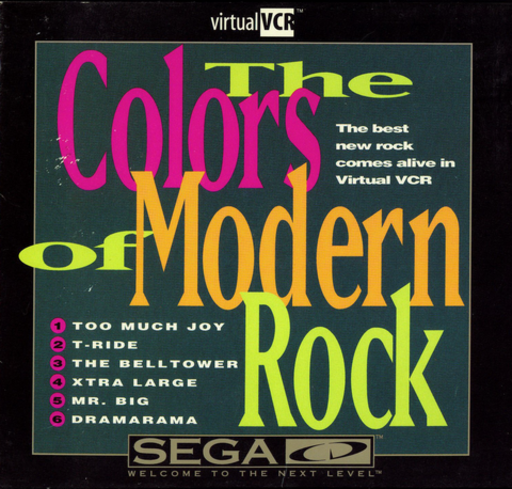 virtualVCR™
The
Colors
of Modern
Rock
The best
new rock
comes alive in
Virtual VCR
1 TOO MUCH JOY
2 T-RIDE
3 THE BELLTOWER
4 XTRA LARGE
5 MR. BIG
6 DRAMARAMA
SEGA CD™
WELCOME TO THE NEXT LEVEL™